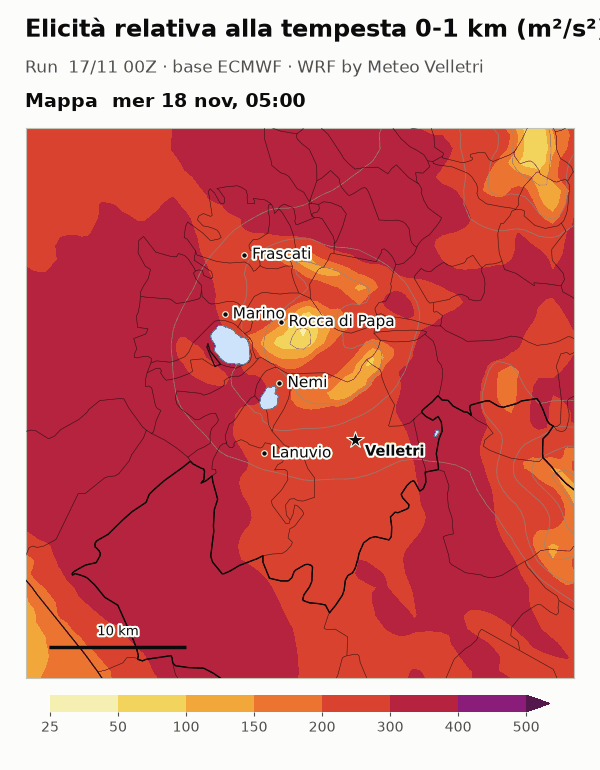 Elicità relativa alla tempesta 0-1 km (m²/s²)
Run 17/11 00Z · base ECMWF · WRF by Meteo Velletri
Mappa mer 18 nov, 05:00
Frascati
Marino
Rocca di Papa
Nemi
Lanuvio
Velletri
10 km
25 50 100 150 200 300 400 500